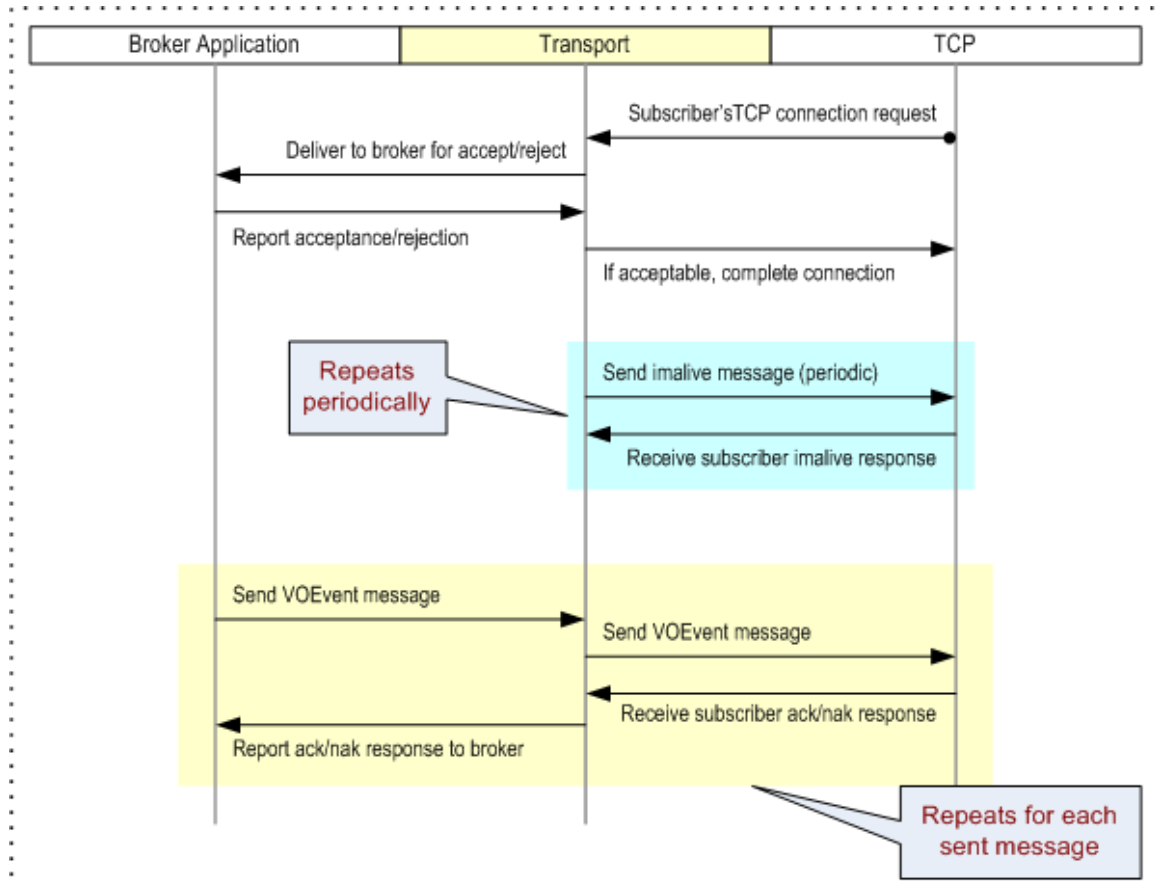 Broker Application
Transport
TCP
Subscriber'sTCP connection request
Deliver to broker for accept/reject
Report acceptance/rejection
If acceptable, complete connection
Repeats
periodically
Send imalive message (periodic)
Receive subscriber imalive response
Send VOEvent message
Send VOEvent message
Receive subscriber ack/nak response
Report ack/nak response to broker
Repeats for each
sent message